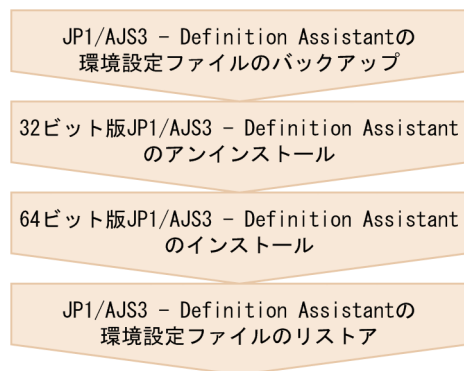 JP1/AJS3 - Definition Assistantの
環境設定ファイルのバックアップ
32ビット版JP1/AJS3 - Definition Assistant
のアンインストール
64ビット版JP1/AJS3 - Definition Assistant
のインストール
JP1/AJS3 - Definition Assistantの
環境設定ファイルのリストア